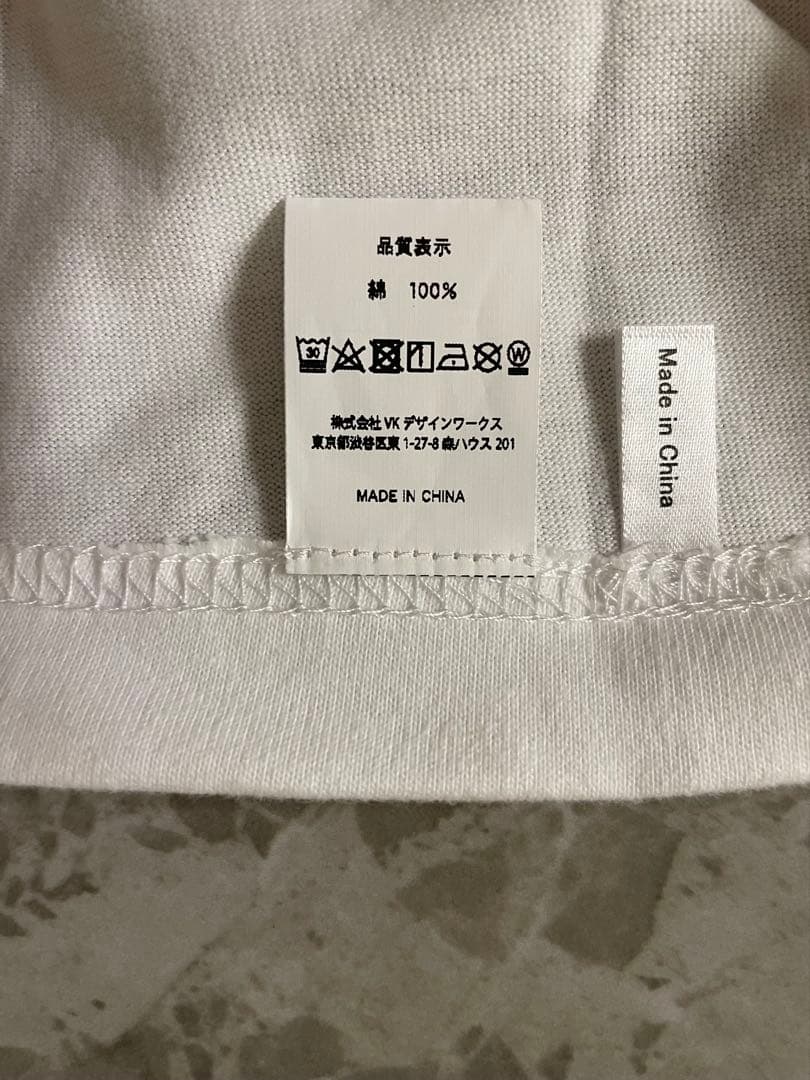 品質表示
綿 100%
30
W
株式会社 VK デザインワークス
東京都渋谷区東 1-27-8 森ハウス 201
MADE IN CHINA
Made in China